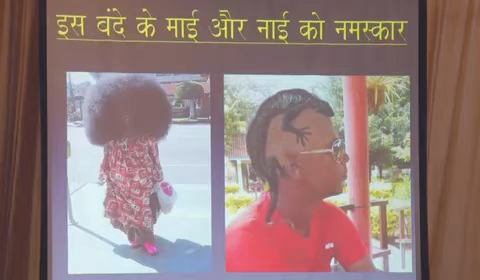 इस बंदे के माई और नाई को नमस्कार